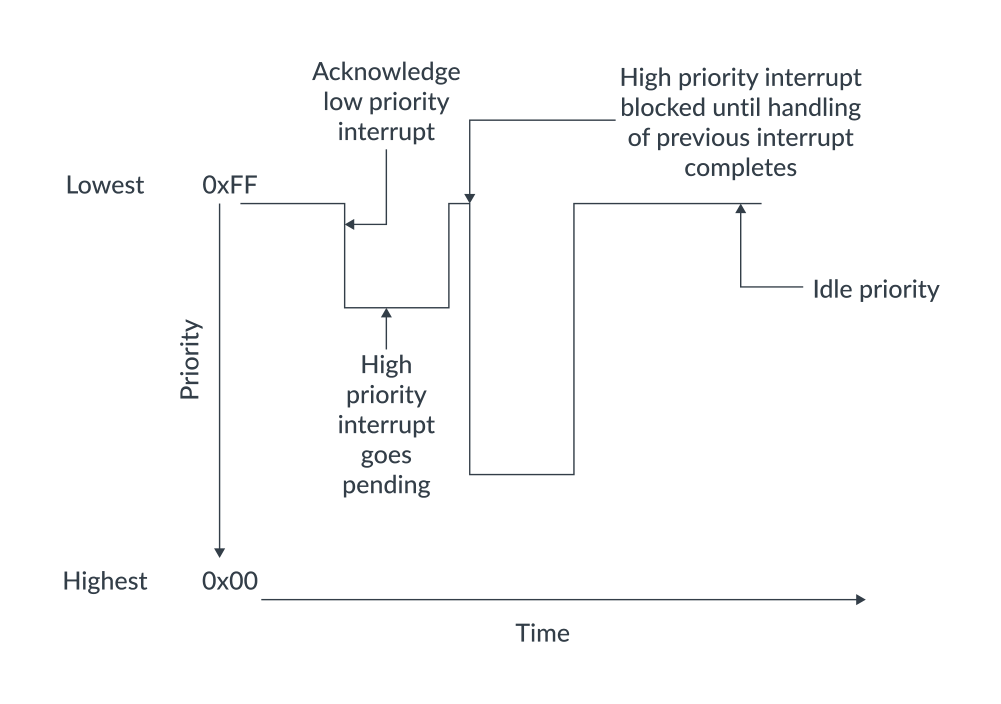 Acknowledge
low priority
interrupt
High priority interrupt
blocked until handling
of previous interrupt
completes
Lowest
0xFF
Idle priority
Priority
High
priority
interrupt
goes
pending
Highest
0x00
Time